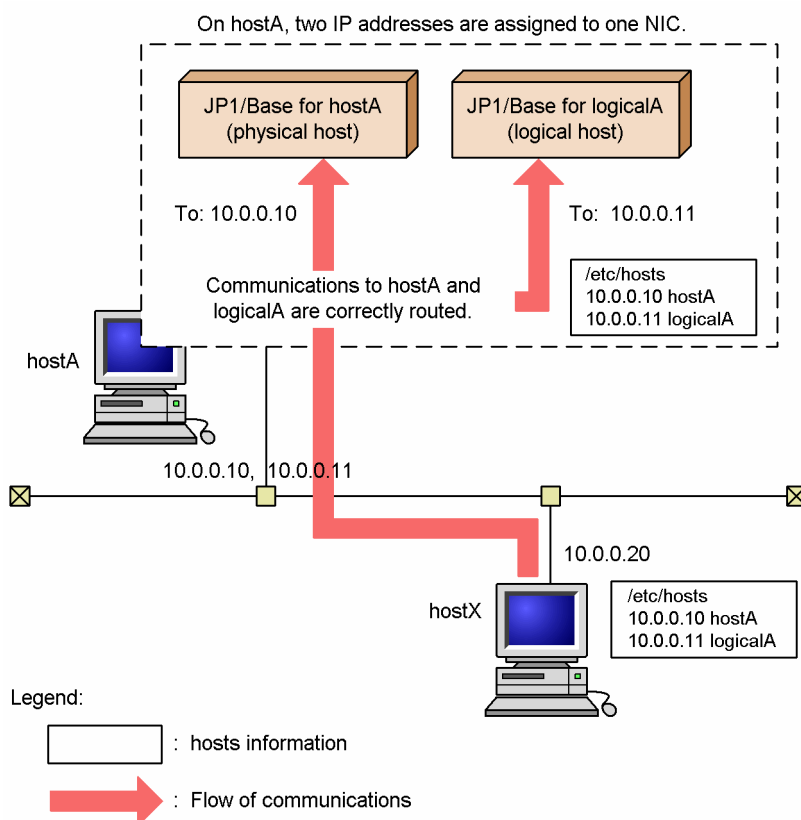 On hostA, two IP addresses are assigned to one NIC.
JP1/Base for hostA
(physical host)
JP1/Base for logicalA
(logical host)
To: 10.0.0.10
To: 10.0.0.11
Communications to hostA and
logicalA are correctly routed.
/etc/hosts
10.0.0.10 hostA
10.0.0.11 logicalA
hostA
10.0.0.10, 10.0.0.11
10.0.0.20
hostX
/etc/hosts
10.0.0.10 hostA
10.0.0.11 logicalA
Legend:
: hosts information
: Flow of communications